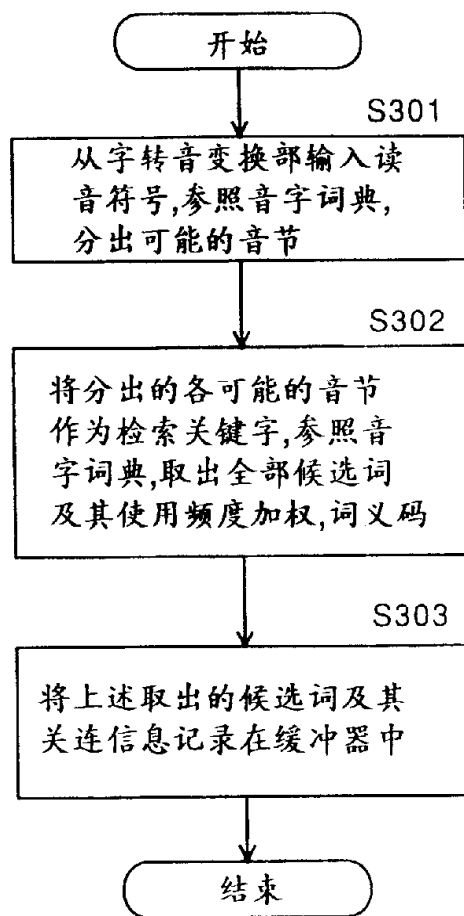 开始
S301
从字转音变换部输入读
音符号,参照音字词典,
分出可能的音节
S302
将分出的各可能的音节
作为检索关键字,参照音
字词典,取出全部候选词
及其使用频度加权,词义码
S303
将上述取出的候选词及其
关连信息记录在缓冲器中
结束